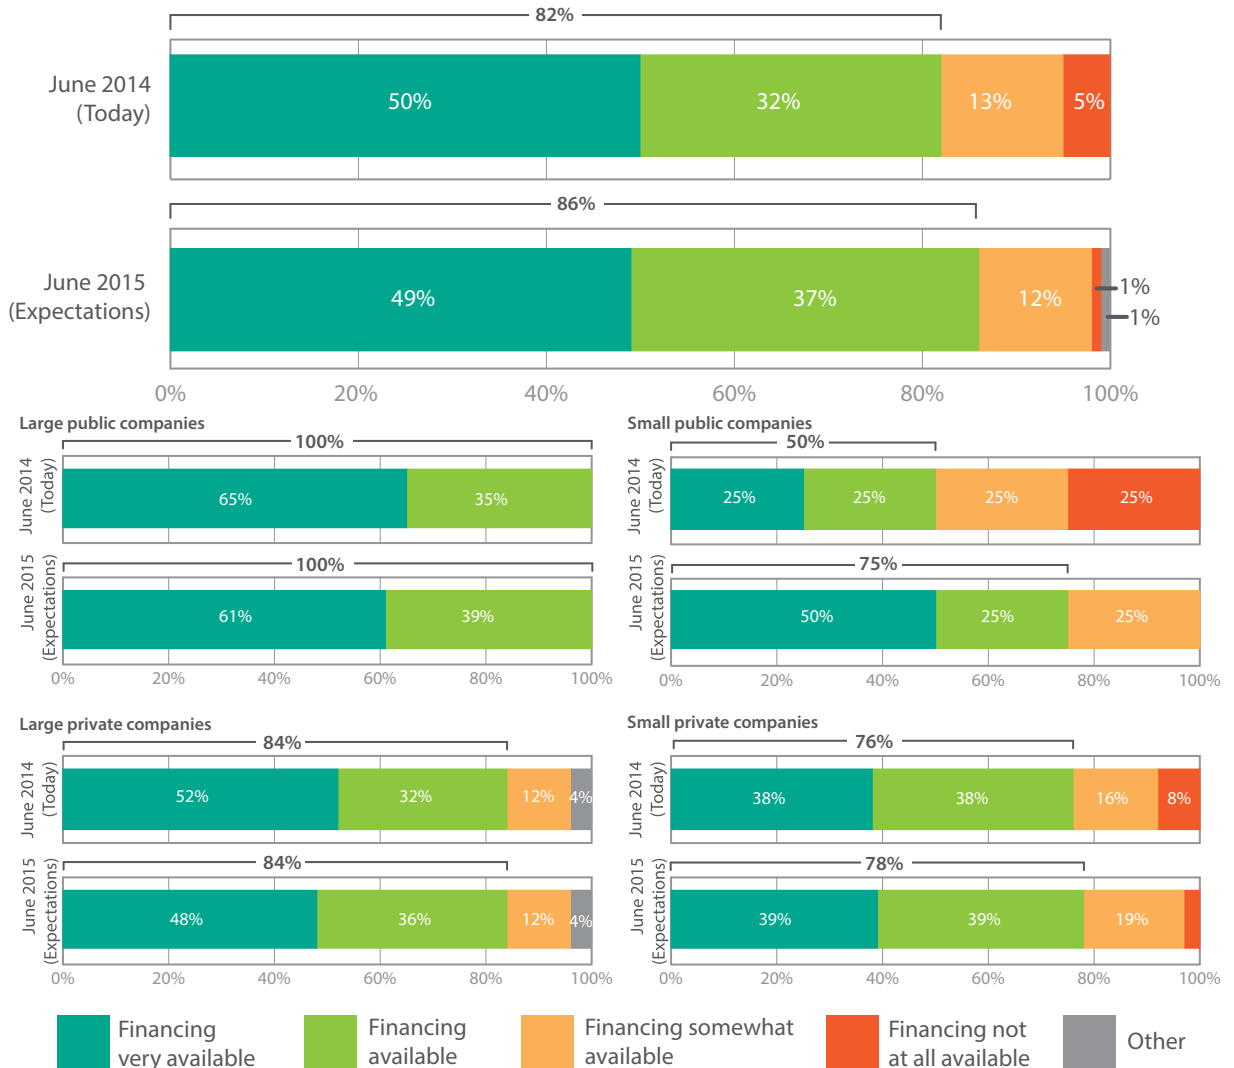 82%
June 2014
(Today)
50%
32%
13%
5%
86%
June 2015
(Expectations)
49%
37%
12%
1%
1%
0%
20%
40%
60%
80%
100%
Large public companies
100%
June 2014
(Today)
65%
35%
100%
June 2015
(Expectations)
61%
39%
0%
20%
40%
60%
80%
100%
Small public companies
50%
June 2014
(Today)
25%
25%
25%
25%
75%
June 2015
(Expectations)
50%
25%
25%
0%
20%
40%
60%
80%
100%
Large private companies
84%
June 2014
(Today)
52%
32%
12%
4%
84%
June 2015
(Expectations)
48%
36%
12%
4%
0%
20%
40%
60%
80%
100%
Small private companies
76%
June 2014
(Today)
38%
38%
16%
8%
78%
June 2015
(Expectations)
39%
39%
19%
0%
20%
40%
60%
80%
100%
Financing
very available
Financing
available
Financing somewhat
available
Financing not
at all available
Other